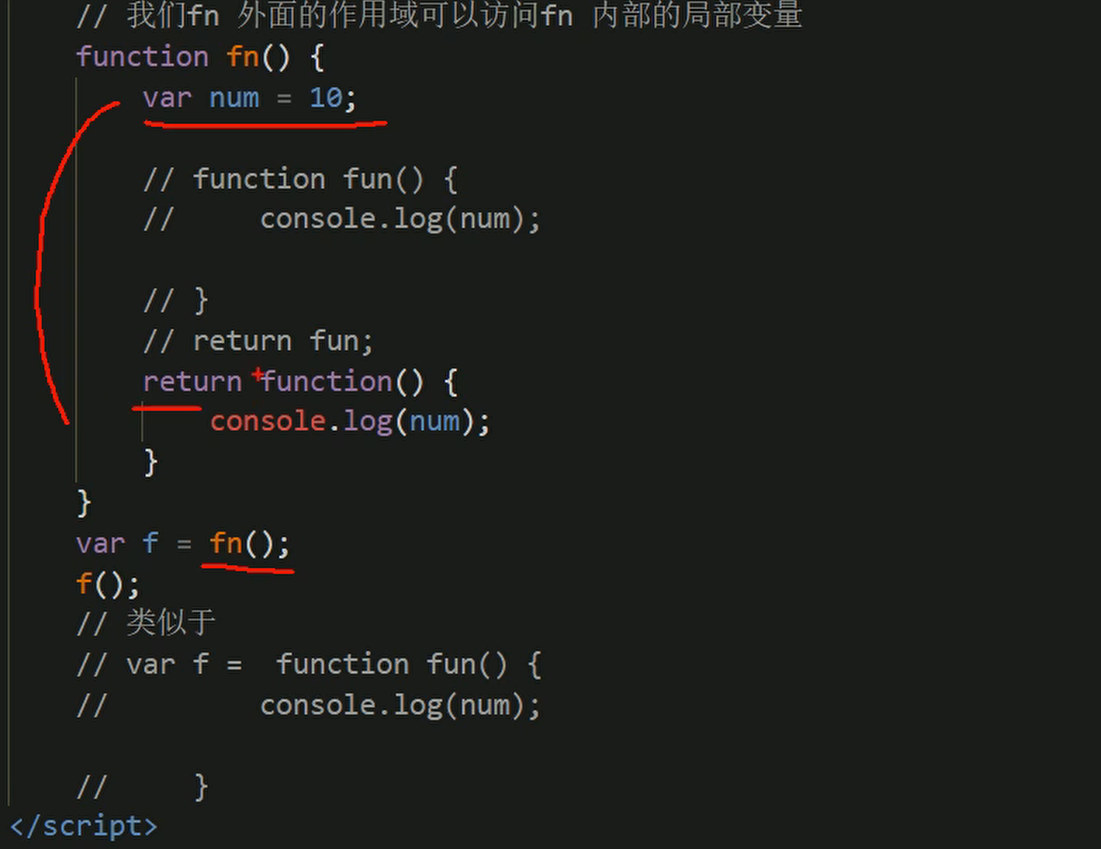 // 我们fn 外面的作用域可以访问fn 内部的局部变量
function fn() {
var num = 10;
// function fun() {
//     console.log(num);
// }
// return fun;
return function() {
console.log(num);
}
}
var f = fn();
f();
// 类似于
// var f =  function fun() {
//         console.log(num);
//     }
</script>